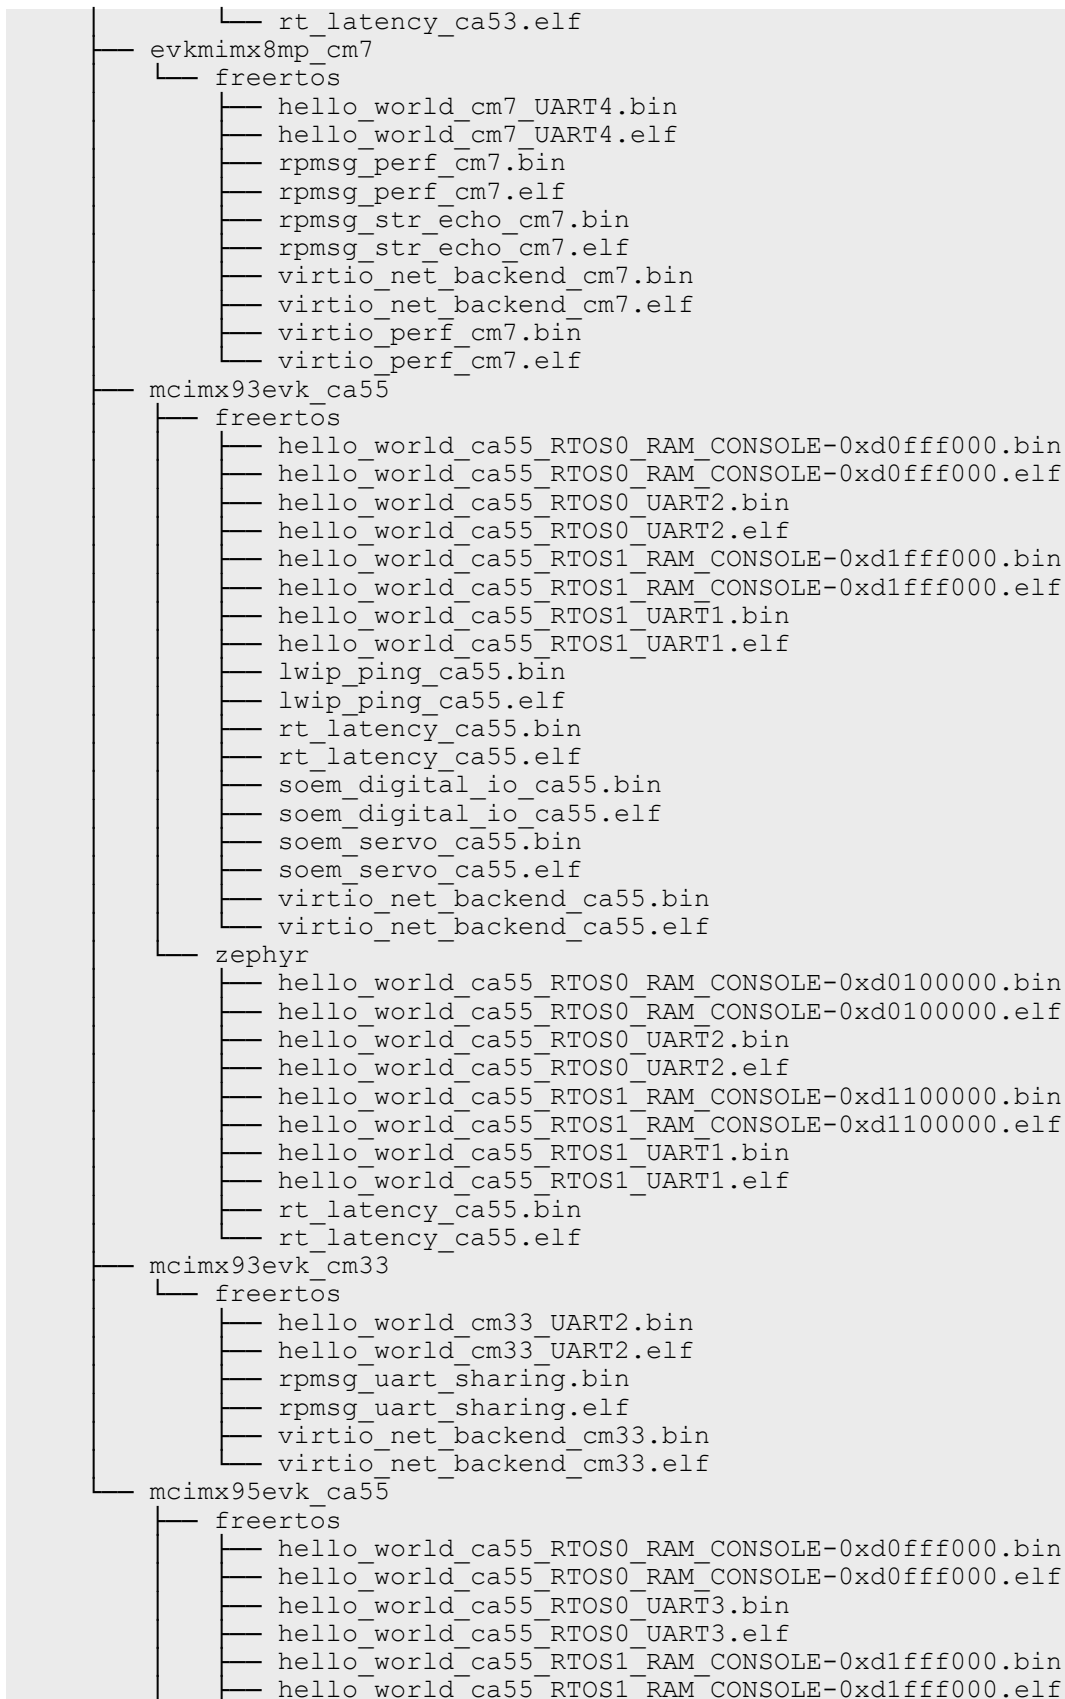 │       └── rt_latency_ca53.elf
├── evkmimx8mp_cm7
│   └── freertos
│       ├── hello_world_cm7_UART4.bin
│       ├── hello_world_cm7_UART4.elf
│       ├── rpmsg_perf_cm7.bin
│       ├── rpmsg_perf_cm7.elf
│       ├── rpmsg_str_echo_cm7.bin
│       ├── rpmsg_str_echo_cm7.elf
│       ├── virtio_net_backend_cm7.bin
│       ├── virtio_net_backend_cm7.elf
│       ├── virtio_perf_cm7.bin
│       └── virtio_perf_cm7.elf
├── mcimx93evk_ca55
│   ├── freertos
│   │   ├── hello_world_ca55_RTOS0_RAM_CONSOLE-0xd0fff000.bin
│   │   ├── hello_world_ca55_RTOS0_RAM_CONSOLE-0xd0fff000.elf
│   │   ├── hello_world_ca55_RTOS0_UART2.bin
│   │   ├── hello_world_ca55_RTOS0_UART2.elf
│   │   ├── hello_world_ca55_RTOS1_RAM_CONSOLE-0xd1fff000.bin
│   │   ├── hello_world_ca55_RTOS1_RAM_CONSOLE-0xd1fff000.elf
│   │   ├── hello_world_ca55_RTOS1_UART1.bin
│   │   ├── hello_world_ca55_RTOS1_UART1.elf
│   │   ├── lwip_ping_ca55.bin
│   │   ├── lwip_ping_ca55.elf
│   │   ├── rt_latency_ca55.bin
│   │   ├── rt_latency_ca55.elf
│   │   ├── soem_digital_io_ca55.bin
│   │   ├── soem_digital_io_ca55.elf
│   │   ├── soem_servo_ca55.bin
│   │   ├── soem_servo_ca55.elf
│   │   ├── virtio_net_backend_ca55.bin
│   │   └── virtio_net_backend_ca55.elf
│   └── zephyr
│       ├── hello_world_ca55_RTOS0_RAM_CONSOLE-0xd0100000.bin
│       ├── hello_world_ca55_RTOS0_RAM_CONSOLE-0xd0100000.elf
│       ├── hello_world_ca55_RTOS0_UART2.bin
│       ├── hello_world_ca55_RTOS0_UART2.elf
│       ├── hello_world_ca55_RTOS1_RAM_CONSOLE-0xd1100000.bin
│       ├── hello_world_ca55_RTOS1_RAM_CONSOLE-0xd1100000.elf
│       ├── hello_world_ca55_RTOS1_UART1.bin
│       ├── hello_world_ca55_RTOS1_UART1.elf
│       ├── rt_latency_ca55.bin
│       └── rt_latency_ca55.elf
├── mcimx93evk_cm33
│   └── freertos
│       ├── hello_world_cm33_UART2.bin
│       ├── hello_world_cm33_UART2.elf
│       ├── rpmsg_uart_sharing.bin
│       ├── rpmsg_uart_sharing.elf
│       ├── virtio_net_backend_cm33.bin
│       └── virtio_net_backend_cm33.elf
└── mcimx95evk_ca55
    ├── freertos
    │   ├── hello_world_ca55_RTOS0_RAM_CONSOLE-0xd0fff000.bin
    │   ├── hello_world_ca55_RTOS0_RAM_CONSOLE-0xd0fff000.elf
    │   ├── hello_world_ca55_RTOS0_UART3.bin
    │   ├── hello_world_ca55_RTOS0_UART3.elf
    │   ├── hello_world_ca55_RTOS1_RAM_CONSOLE-0xd1fff000.bin
    │   ├── hello_world_ca55_RTOS1_RAM_CONSOLE-0xd1fff000.elf